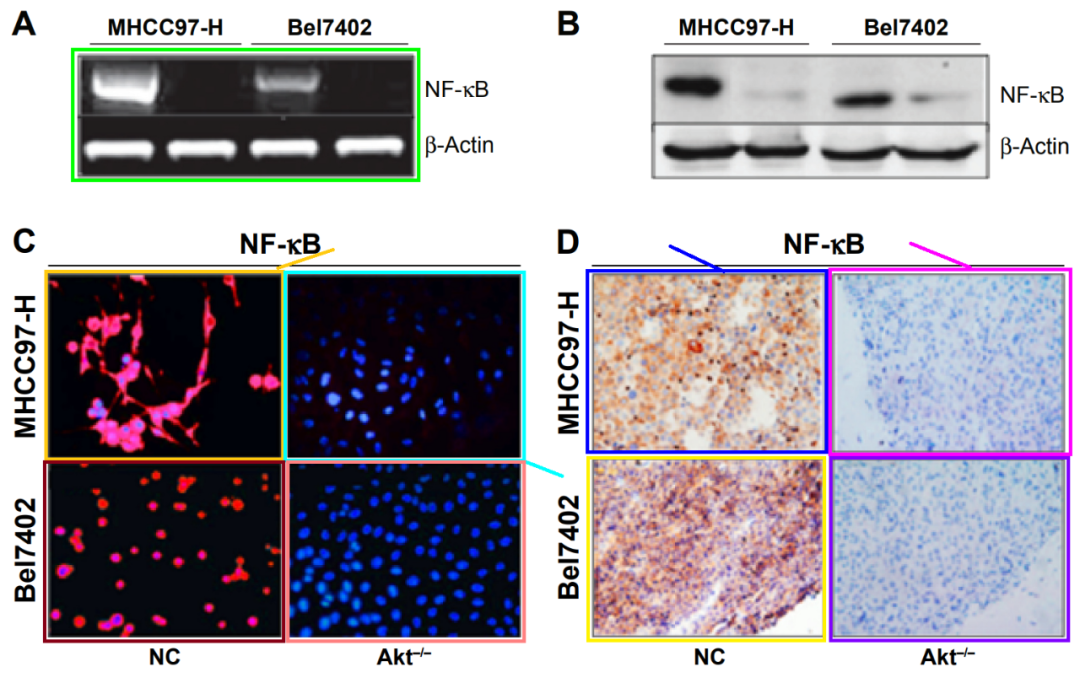 A
MHCC97-H Bel7402
NF-κB
β-Actin
B
MHCC97-H Bel7402
NF-κB
β-Actin
C
NF-κB
MHCC97-H
Bel7402
NC Akt⁻/⁻
D
NF-κB
MHCC97-H
Bel7402
NC Akt⁻/⁻